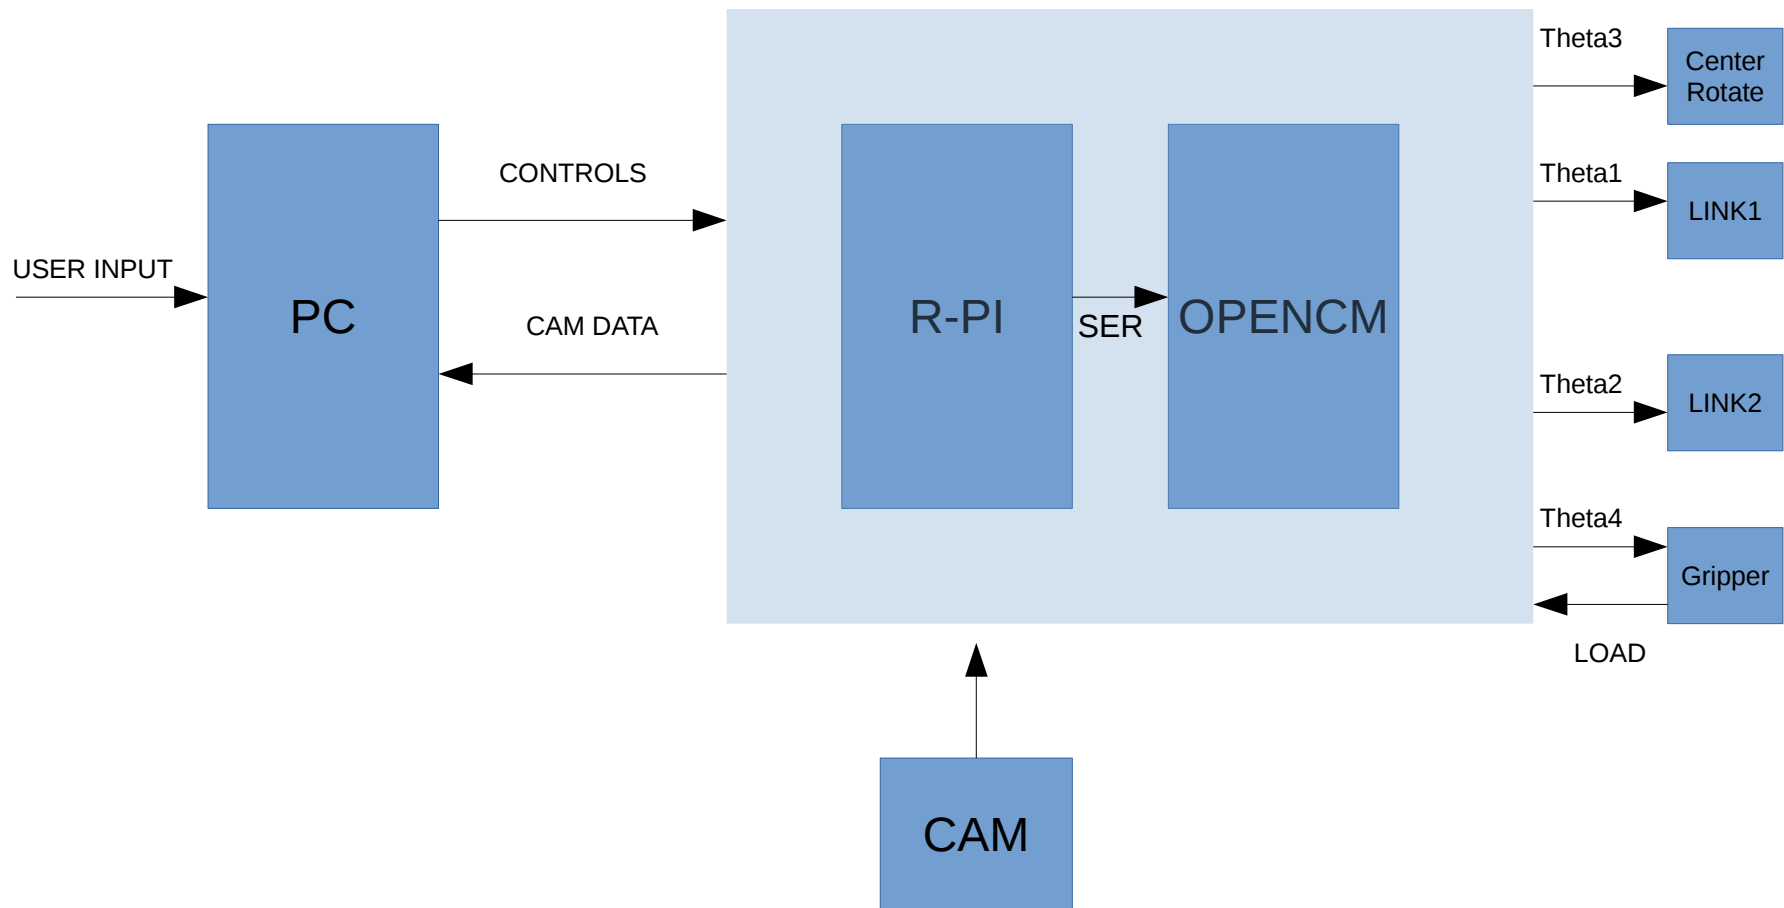 USER INPUT
PC
CONTROLS
CAM DATA
R-PI
SER
OPENCM
Theta3
Center
Rotate
Theta1
LINK1
Theta2
LINK2
Theta4
Gripper
LOAD
CAM